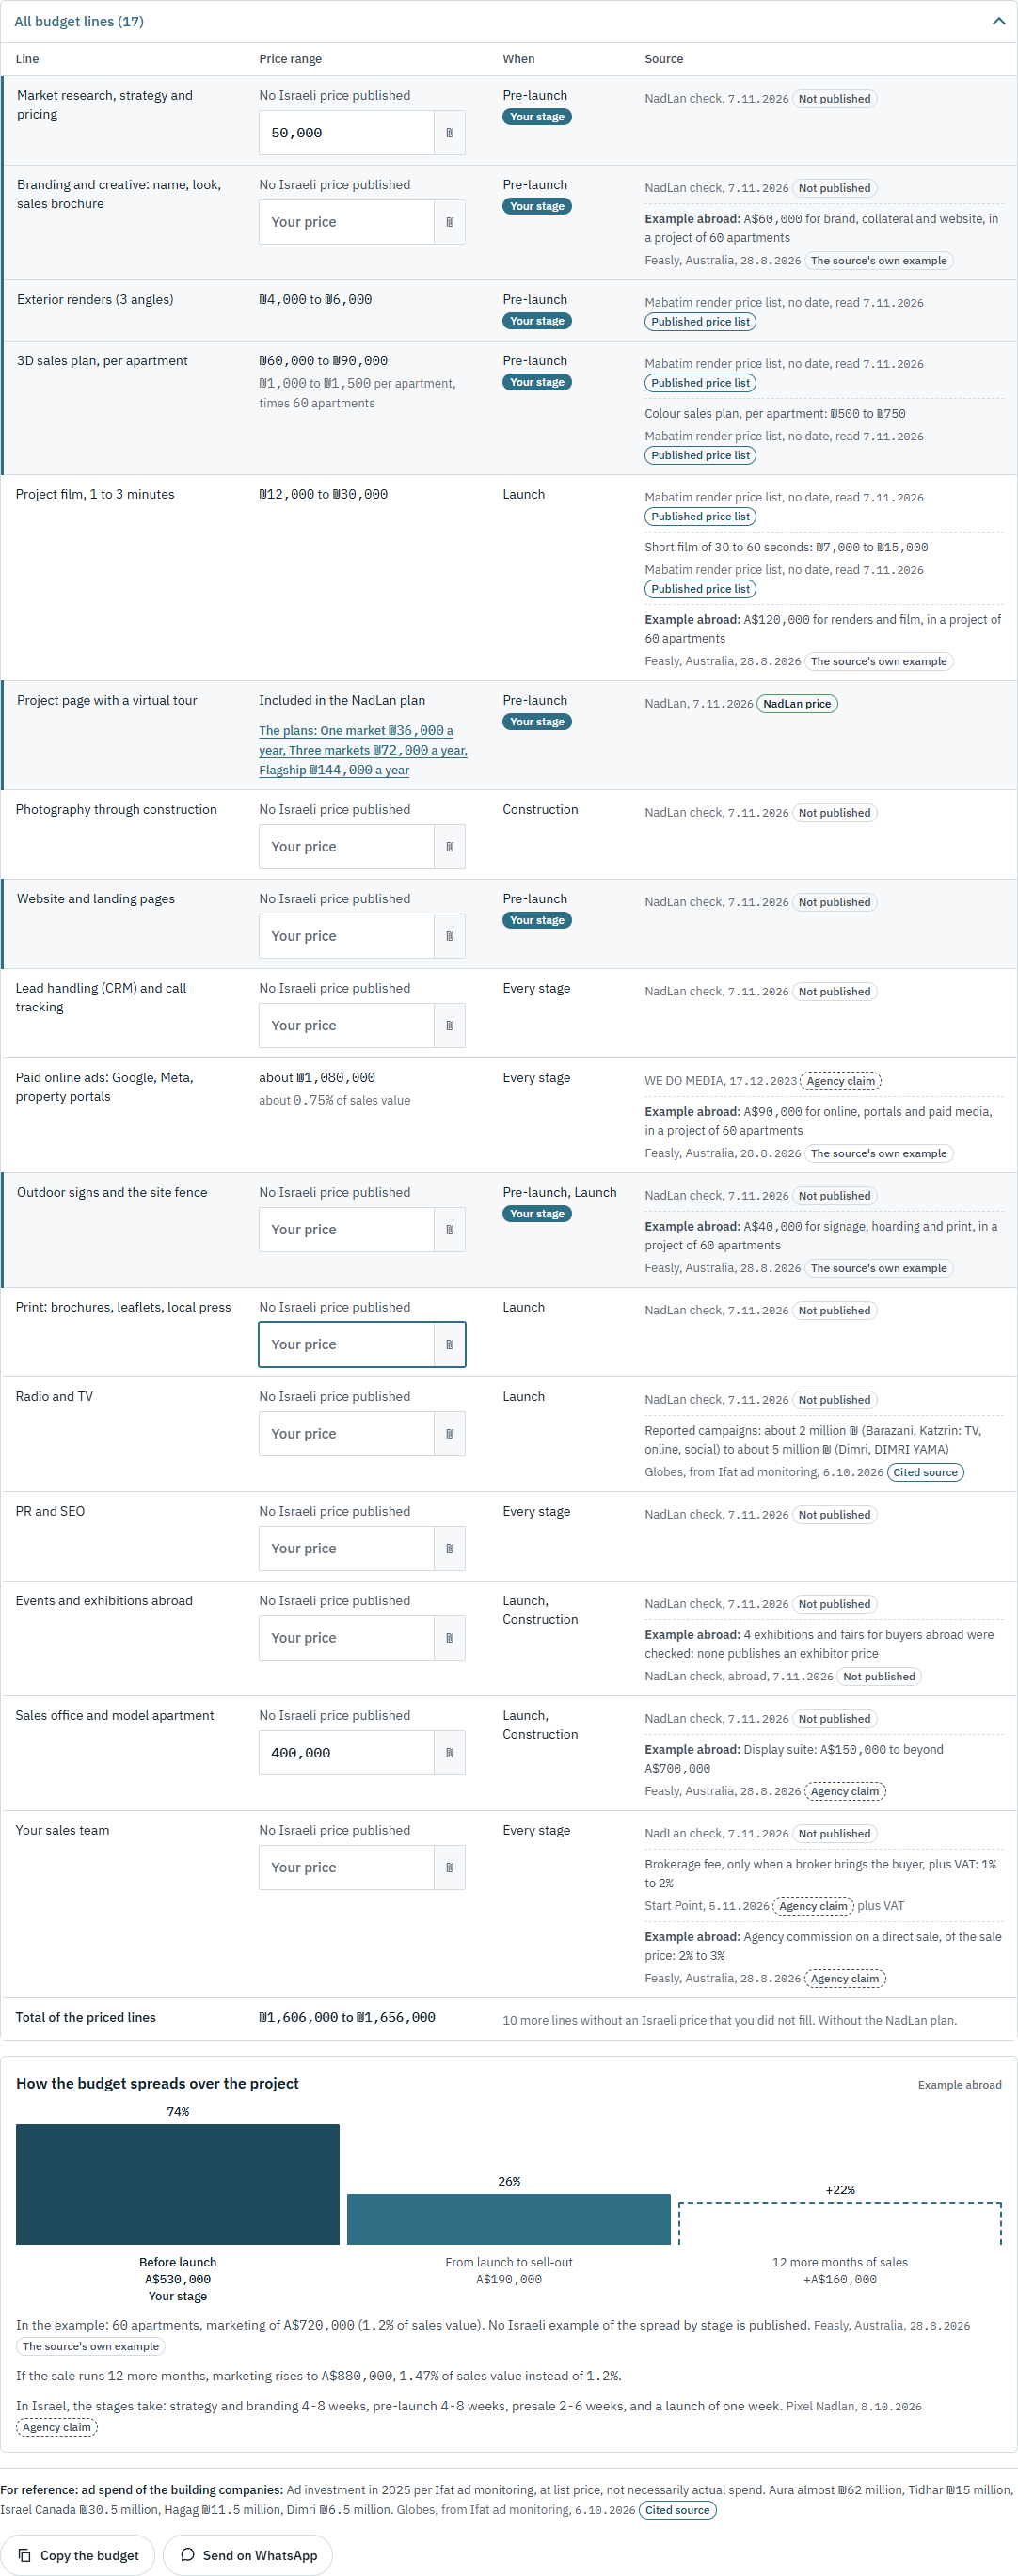 All budget lines (17)
Line Price range When Source
Market research, strategy and
pricing
No Israeli price published
50,000 ₪
Pre-launch
Your stage
NadLan check, 7.11.2026 Not published
Branding and creative: name, look,
sales brochure
No Israeli price published
Your price ₪
Pre-launch
Your stage
NadLan check, 7.11.2026 Not published
Example abroad: A$60,000 for brand, collateral and website, in
a project of 60 apartments
Feasly, Australia, 28.8.2026 The source's own example
Exterior renders (3 angles)
₪4,000 to ₪6,000
Pre-launch
Your stage
Mabatim render price list, no date, read 7.11.2026
Published price list
3D sales plan, per apartment
₪60,000 to ₪90,000
₪1,000 to ₪1,500 per apartment,
times 60 apartments
Pre-launch
Your stage
Mabatim render price list, no date, read 7.11.2026
Published price list
Colour sales plan, per apartment: ₪500 to ₪750
Mabatim render price list, no date, read 7.11.2026
Published price list
Project film, 1 to 3 minutes
₪12,000 to ₪30,000
Launch
Mabatim render price list, no date, read 7.11.2026
Published price list
Short film of 30 to 60 seconds: ₪7,000 to ₪15,000
Mabatim render price list, no date, read 7.11.2026
Published price list
Example abroad: A$120,000 for renders and film, in a project of
60 apartments
Feasly, Australia, 28.8.2026 The source's own example
Project page with a virtual tour
Included in the NadLan plan
The plans: One market ₪36,000 a
year, Three markets ₪72,000 a year,
Flagship ₪144,000 a year
Pre-launch
Your stage
NadLan, 7.11.2026 NadLan price
Photography through construction
No Israeli price published
Your price ₪
Construction
NadLan check, 7.11.2026 Not published
Website and landing pages
No Israeli price published
Your price ₪
Pre-launch
Your stage
NadLan check, 7.11.2026 Not published
Lead handling (CRM) and call
tracking
No Israeli price published
Your price ₪
Every stage
NadLan check, 7.11.2026 Not published
Paid online ads: Google, Meta,
property portals
about ₪1,080,000
about 0.75% of sales value
Every stage
WE DO MEDIA, 17.12.2023 Agency claim
Example abroad: A$90,000 for online, portals and paid media,
in a project of 60 apartments
Feasly, Australia, 28.8.2026 The source's own example
Outdoor signs and the site fence
No Israeli price published
Your price ₪
Pre-launch, Launch
Your stage
NadLan check, 7.11.2026 Not published
Example abroad: A$40,000 for signage, hoarding and print, in a
project of 60 apartments
Feasly, Australia, 28.8.2026 The source's own example
Print: brochures, leaflets, local press
No Israeli price published
Your price ₪
Launch
NadLan check, 7.11.2026 Not published
Radio and TV
No Israeli price published
Your price ₪
Launch
NadLan check, 7.11.2026 Not published
Reported campaigns: about 2 million ₪ (Barazani, Katzrin: TV,
online, social) to about 5 million ₪ (Dimri, DIMRI YAMA)
Globes, from Ifat ad monitoring, 6.10.2026 Cited source
PR and SEO
No Israeli price published
Your price ₪
Every stage
NadLan check, 7.11.2026 Not published
Events and exhibitions abroad
No Israeli price published
Your price ₪
Launch,
Construction
NadLan check, 7.11.2026 Not published
Example abroad: 4 exhibitions and fairs for buyers abroad were
checked: none publishes an exhibitor price
NadLan check, abroad, 7.11.2026 Not published
Sales office and model apartment
No Israeli price published
400,000 ₪
Launch,
Construction
NadLan check, 7.11.2026 Not published
Example abroad: Display suite: A$150,000 to beyond
A$700,000
Feasly, Australia, 28.8.2026 Agency claim
Your sales team
No Israeli price published
Your price ₪
Every stage
NadLan check, 7.11.2026 Not published
Brokerage fee, only when a broker brings the buyer, plus VAT: 1%
to 2%
Start Point, 5.11.2026 Agency claim plus VAT
Example abroad: Agency commission on a direct sale, of the sale
price: 2% to 3%
Feasly, Australia, 28.8.2026 Agency claim
Total of the priced lines
₪1,606,000 to ₪1,656,000
10 more lines without an Israeli price that you did not fill. Without the NadLan plan.
How the budget spreads over the project
Example abroad
74%
26%
+22%
Before launch
A$530,000
Your stage
From launch to sell-out
A$190,000
12 more months of sales
+A$160,000
In the example: 60 apartments, marketing of A$720,000 (1.2% of sales value). No Israeli example of the spread by stage is published. Feasly, Australia, 28.8.2026
The source's own example
If the sale runs 12 more months, marketing rises to A$880,000, 1.47% of sales value instead of 1.2%.
In Israel, the stages take: strategy and branding 4-8 weeks, pre-launch 4-8 weeks, presale 2-6 weeks, and a launch of one week. Pixel Nadlan, 8.10.2026
Agency claim
For reference: ad spend of the building companies: Ad investment in 2025 per Ifat ad monitoring, at list price, not necessarily actual spend. Aura almost ₪62 million, Tidhar ₪15 million,
Israel Canada ₪30.5 million, Hagag ₪11.5 million, Dimri ₪6.5 million. Globes, from Ifat ad monitoring, 6.10.2026 Cited source
Copy the budget
Send on WhatsApp